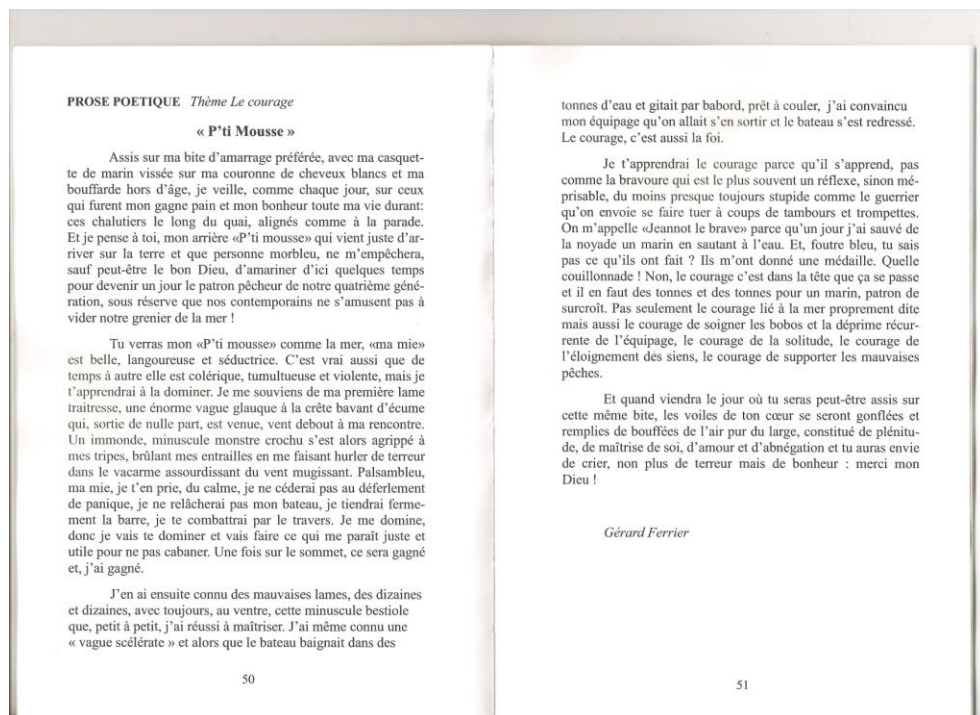 PROSE POETIQUE Thème Le courage
« P’ti Mousse »
Assis sur ma bite d’amarrage préférée, avec ma casquet-
te de marin vissée sur ma couronne de cheveux blancs et ma
bouffarde hors d’âge, je veille, comme chaque jour, sur ceux
qui furent mon gagne pain et mon bonheur toute ma vie durant:
ces chalutiers le long du quai, alignés comme à la parade.
Et je pense à toi, mon arrière «P’ti mousse» qui vient juste d’ar-
river sur la terre et que personne morbleu, ne m’empêchera,
sauf peut-être le bon Dieu, d’amariner d’ici quelques temps
pour devenir un jour le patron pêcheur de notre quatrième géné-
ration, sous réserve que nos contemporains ne s’amusent pas à
vider notre grenier de la mer !
Tu verras mon «P’ti mousse» comme la mer, «ma mie»
est belle, langoureuse et séductrice. C’est vrai aussi que de
temps à autre elle est colérique, tumultueuse et violente, mais je
t’apprendrai à la dominer. Je me souviens de ma première lame
traitresse, une énorme vague glauque à la crête bavant d’écume
qui, sortie de nulle part, est venue, vent debout à ma rencontre.
Un immonde, minuscule monstre crochu s’est alors agrippé à
mes tripes, brûlant mes entrailles en me faisant hurler de terreur
dans le vacarme assourdissant du vent mugissant. Palsambleu,
ma mie, je t’en prie, du calme, je ne céderai pas au déferlement
de panique, je ne relâcherai pas mon bateau, je tiendrai ferme-
ment la barre, je te combattrai par le travers. Je me domine,
donc je vais te dominer et vais faire ce qui me paraît juste et
utile pour ne pas cabaner. Une fois sur le sommet, ce sera gagné
et, j’ai gagné.
J’en ai ensuite connu des mauvaises lames, des dizaines
et dizaines, avec toujours, au ventre, cette minuscule bestiole
que, petit à petit, j’ai réussi à maîtriser. J’ai même connu une
« vague scélérate » et alors que le bateau baignait dans des
50
tonnes d’eau et gitait par babord, prêt à couler, j’ai convaincu
mon équipage qu’on allait s’en sortir et le bateau s’est redressé.
Le courage, c’est aussi la foi.
Je t’apprendrai le courage parce qu’il s’apprend, pas
comme la bravoure qui est le plus souvent un réflexe, sinon mé-
prisable, du moins presque toujours stupide comme le guerrier
qu’on envoie se faire tuer à coups de tambours et trompettes.
On m’appelle «Jeannot le brave» parce qu’un jour j’ai sauvé de
la noyade un marin en sautant à l’eau. Et, foutre bleu, tu sais
pas ce qu’ils ont fait ? Ils m’ont donné une médaille. Quelle
couillonnade ! Non, le courage c’est dans la tête que ça se passe
et il en faut des tonnes et des tonnes pour un marin, patron de
surcroît. Pas seulement le courage lié à la mer proprement dite
mais aussi le courage de soigner les bobos et la déprime récur-
rente de l’équipage, le courage de la solitude, le courage de
l’éloignement des siens, le courage de supporter les mauvaises
pêches.
Et quand viendra le jour où tu seras peut-être assis sur
cette même bite, les voiles de ton cœur se seront gonflées et
remplies de bouffées de l’air pur du large, constitué de plénitu-
de, de maîtrise de soi, d’amour et d’abnégation et tu auras envie
de crier, non plus de terreur mais de bonheur : merci mon
Dieu !
Gérard Ferrier
51